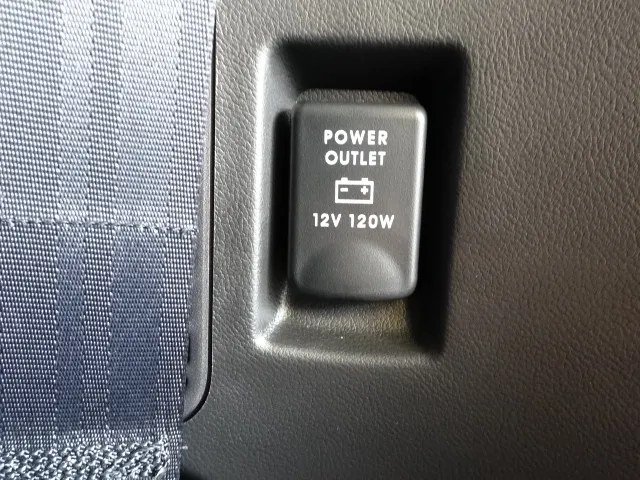 POWER
OUTLET
- +
12V 120W